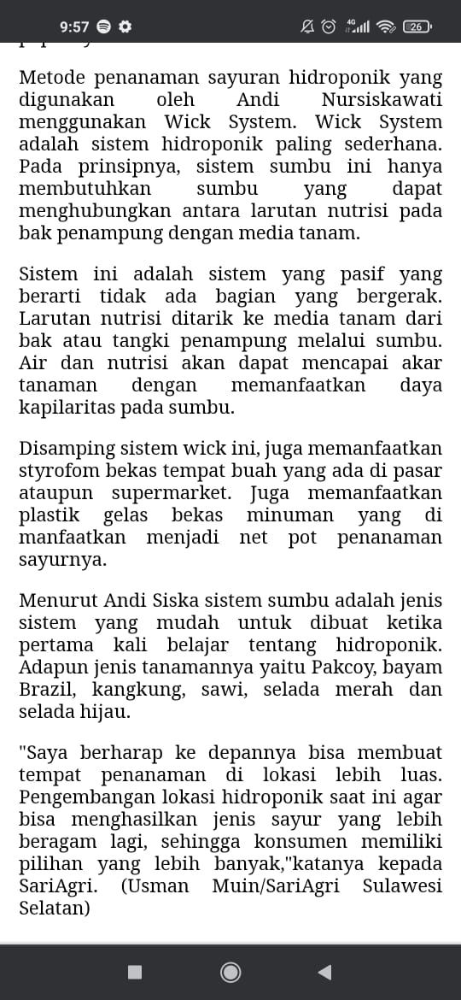 9:57
4G
26
Metode penanaman sayuran hidroponik yang
digunakan oleh Andi Nursiskawati
menggunakan Wick System. Wick System
adalah sistem hidroponik paling sederhana.
Pada prinsipnya, sistem sumbu ini hanya
membutuhkan sumbu yang dapat
menghubungkan antara larutan nutrisi pada
bak penampung dengan media tanam.
Sistem ini adalah sistem yang pasif yang
berarti tidak ada bagian yang bergerak.
Larutan nutrisi ditarik ke media tanam dari
bak atau tangki penampung melalui sumbu.
Air dan nutrisi akan dapat mencapai akar
tanaman dengan memanfaatkan daya
kapilaritas pada sumbu.
Disamping sistem wick ini, juga memanfaatkan
styrofom bekas tempat buah yang ada di pasar
ataupun supermarket. Juga memanfaatkan
plastik gelas bekas minuman yang di
manfaatkan menjadi net pot penanaman
sayurnya.
Menurut Andi Siska sistem sumbu adalah jenis
sistem yang mudah untuk dibuat ketika
pertama kali belajar tentang hidroponik.
Adapun jenis tanamannya yaitu Pakcoy, bayam
Brazil, kangkung, sawi, selada merah dan
selada hijau.
"Saya berharap ke depannya bisa membuat
tempat penanaman di lokasi lebih luas.
Pengembangan lokasi hidroponik saat ini agar
bisa menghasilkan jenis sayur yang lebih
beragam lagi, sehingga konsumen memiliki
pilihan yang lebih banyak,"katanya kepada
SariAgri. (Usman Muin/SariAgri Sulawesi
Selatan)